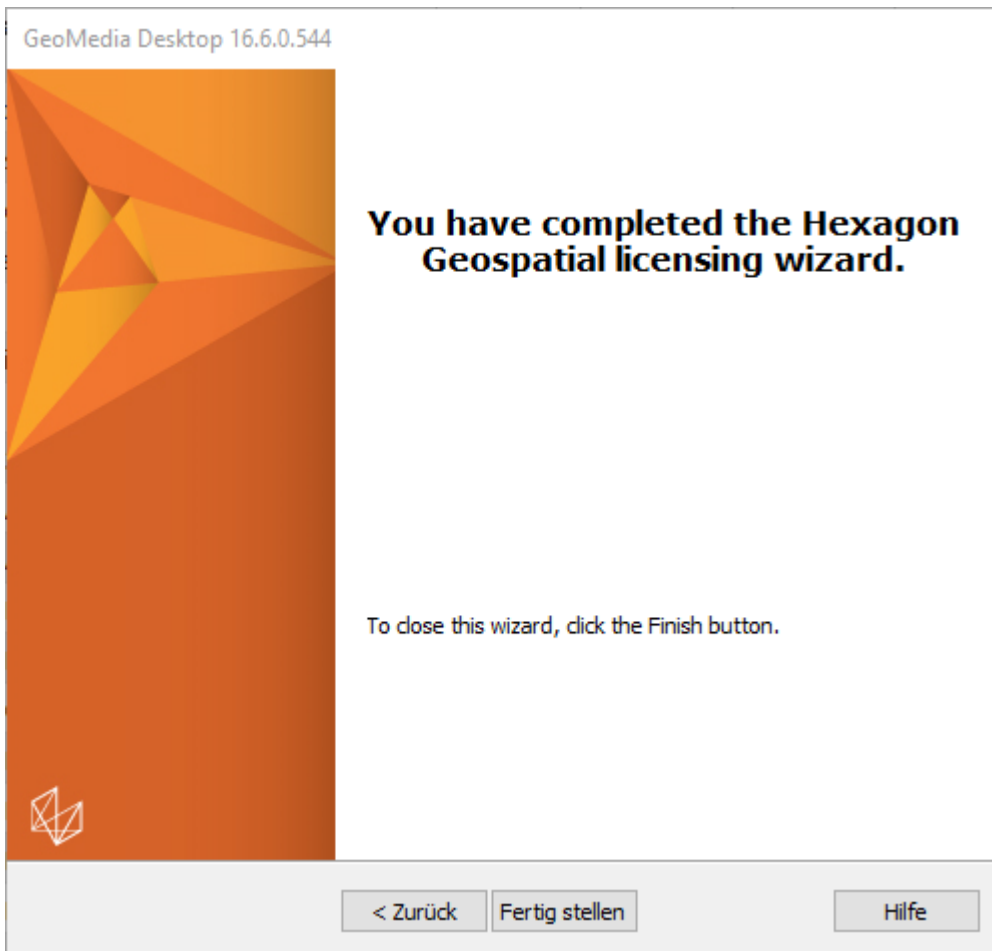 GeoMedia Desktop 16.6.0.544
You have completed the Hexagon
Geospatial licensing wizard.
To close this wizard, click the Finish button.
< Zurück
Fertig stellen
Hilfe